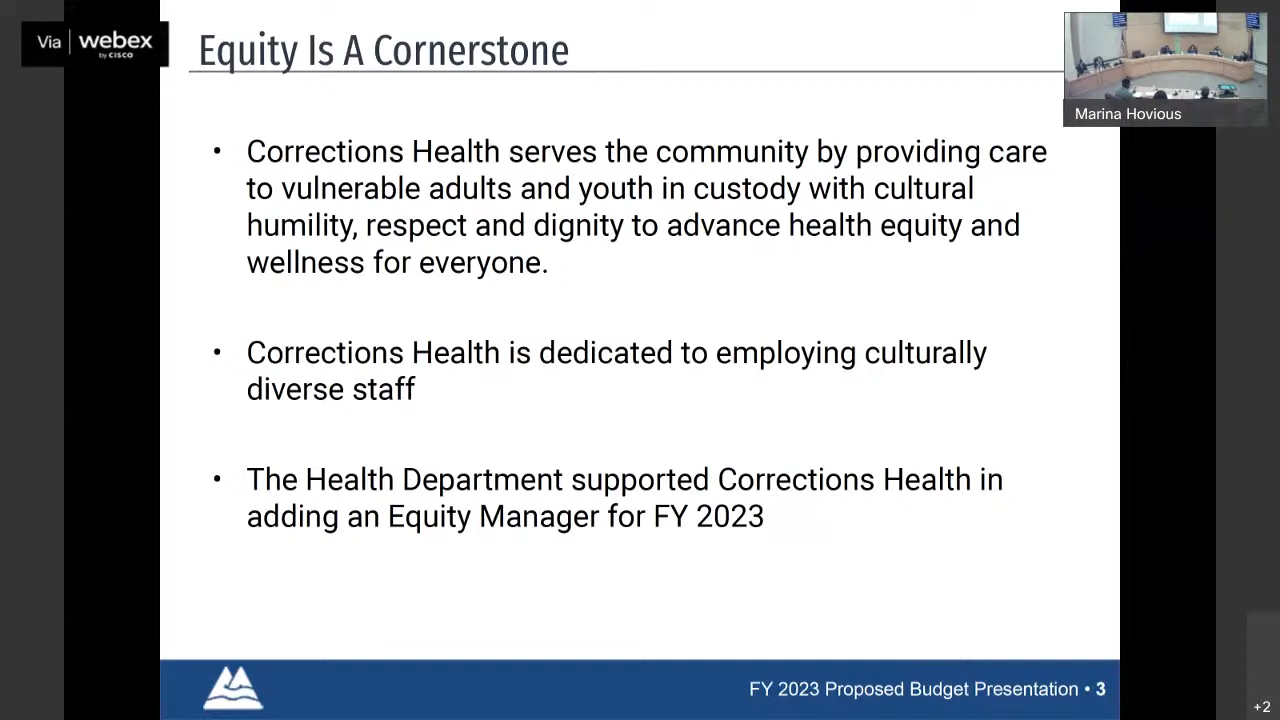 Via webex
by CISCO
Equity Is A Cornerstone
Marina Hovious
• Corrections Health serves the community by providing care
to vulnerable adults and youth in custody with cultural
humility, respect and dignity to advance health equity and
wellness for everyone.
• Corrections Health is dedicated to employing culturally
diverse staff
• The Health Department supported Corrections Health in
adding an Equity Manager for FY 2023
FY 2023 Proposed Budget Presentation • 3
+2